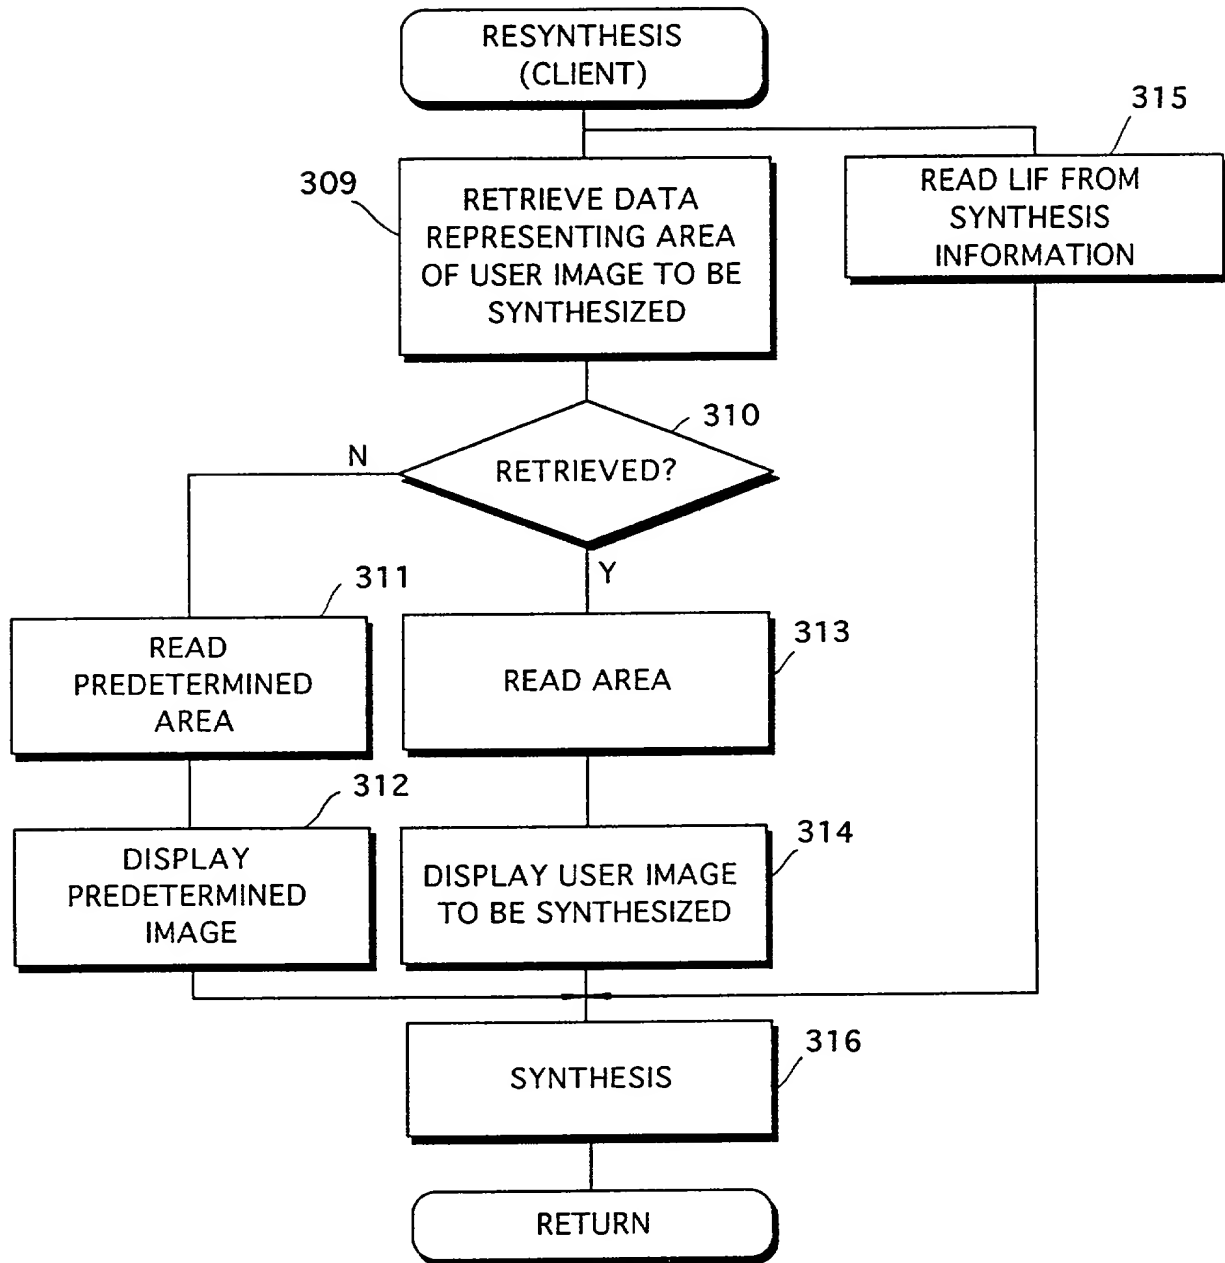 RESYNTHESIS
(CLIENT)
315
READ LIF FROM
SYNTHESIS
INFORMATION
309
RETRIEVE DATA
REPRESENTING AREA
OF USER IMAGE TO BE
SYNTHESIZED
310
N
RETRIEVED?
Y
311
READ
PREDETERMINED
AREA
313
READ AREA
312
DISPLAY
PREDETERMINED
IMAGE
314
DISPLAY USER IMAGE
TO BE SYNTHESIZED
316
SYNTHESIS
RETURN